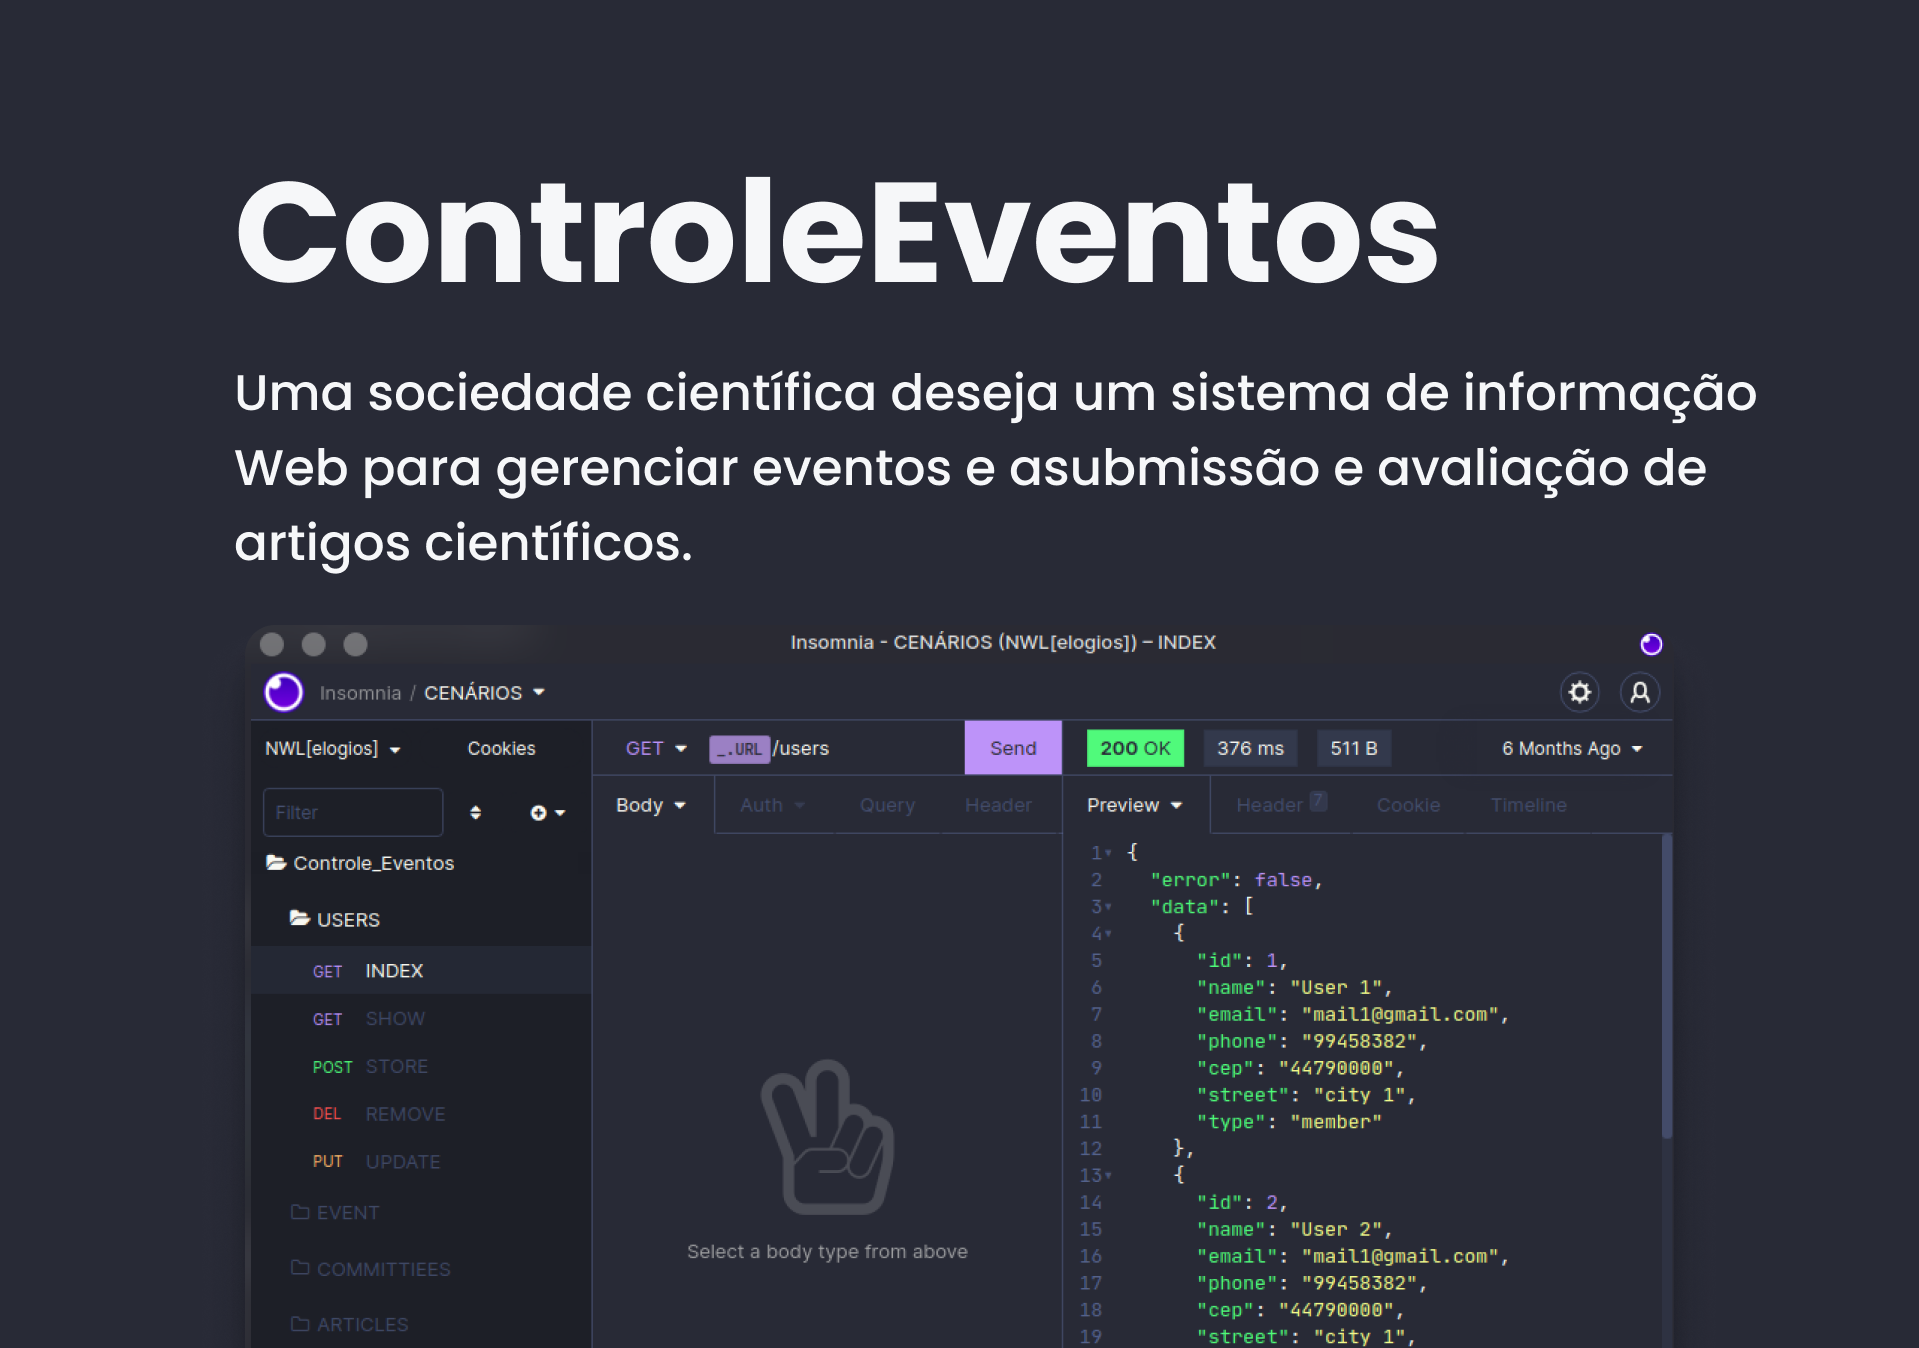 ControleEventos
Uma sociedade científica deseja um sistema de informação
Web para gerenciar eventos e asubmissão e avaliação de
artigos científicos.
Insomnia - CENÁRIOS (NWL[elogios]) – INDEX
Insomnia / CENÁRIOS
NWL[elogios] Cookies
GET _.URL /users Send
200 OK 376 ms 511 B 6 Months Ago
Filter
Body Auth Query Header
Preview Header 7 Cookie Timeline
Controle_Eventos
USERS
GET INDEX
GET SHOW
POST STORE
DEL REMOVE
PUT UPDATE
EVENT
COMMITTIEES
ARTICLES
Select a body type from above
1 {
2 "error": false,
3 "data": [
4 {
5 "id": 1,
6 "name": "User 1",
7 "email": "mail1@gmail.com",
8 "phone": "99458382",
9 "cep": "44790000",
10 "street": "city 1",
11 "type": "member"
12 },
13 {
14 "id": 2,
15 "name": "User 2",
16 "email": "mail1@gmail.com",
17 "phone": "99458382",
18 "cep": "44790000",
19 "street": "city 1",